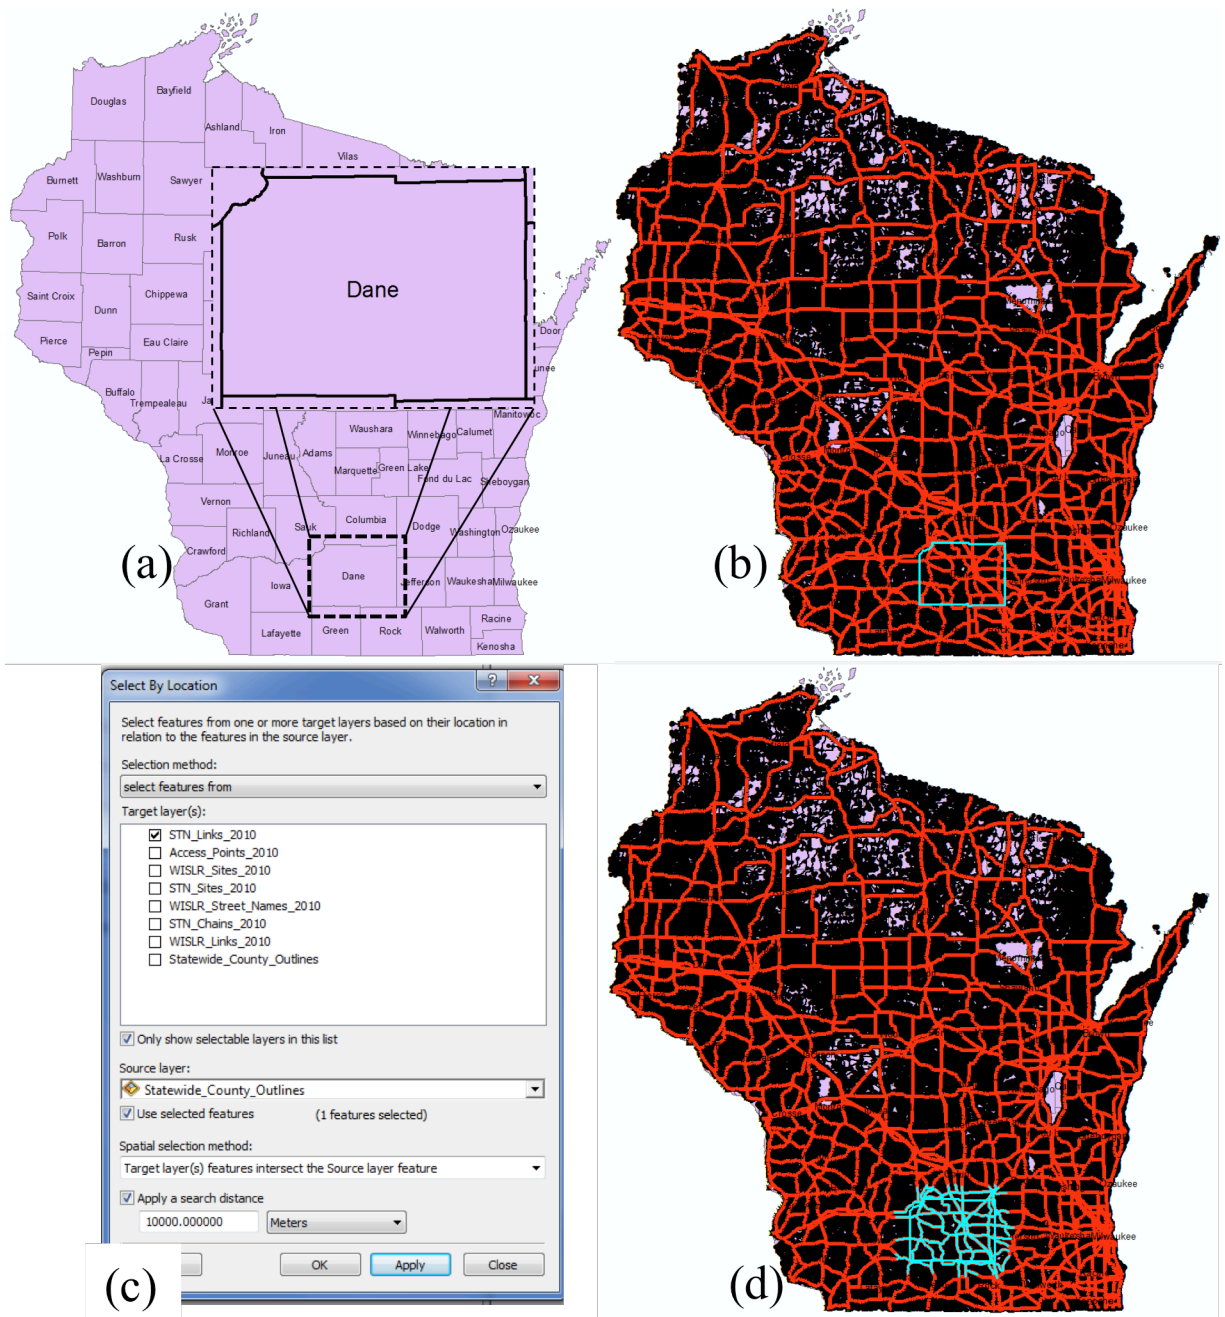 Douglas
Bayfield
Ashland
Iron
Vilas
Burnett
Washburn
Sawyer
Polk
Barron
Rusk
Dane
Saint Croix
Dunn
Chippewa
Door
Pierce
Pepin
Eau Claire
unee
Buffalo
Trempealeau
Ja
Manitowoc
Waushara
Winnebago
Calumet
La Crosse
Monroe
Juneau
Adams
Marquette
Green Lake
Fond du Lac
Sheboygan
Vernon
Richland
Sauk
Columbia
Dodge
Washington
Ozaukee
Crawford
(a)
Iowa
Dane
Jefferson
Waukesha
Milwaukee
Grant
Lafayette
Green
Rock
Walworth
Racine
Kenosha
Ozaukee
Milwaukee
(b)
Select By Location
?
X
Select features from one or more target layers based on their location in
relation to the features in the source layer.
Selection method:
select features from
Target layer(s):
STN_Links_2010
Access_Points_2010
WISLR_Sites_2010
STN_Sites_2010
WISLR_Street_Names_2010
STN_Chains_2010
WISLR_Links_2010
Statewide_County_Outlines
Only show selectable layers in this list
Source layer:
Statewide_County_Outlines
Use selected features (1 features selected)
Spatial selection method:
Target layer(s) features intersect the Source layer feature
Apply a search distance
10000.000000 Meters
OK Apply Close
(c)
Ozaukee
(d)